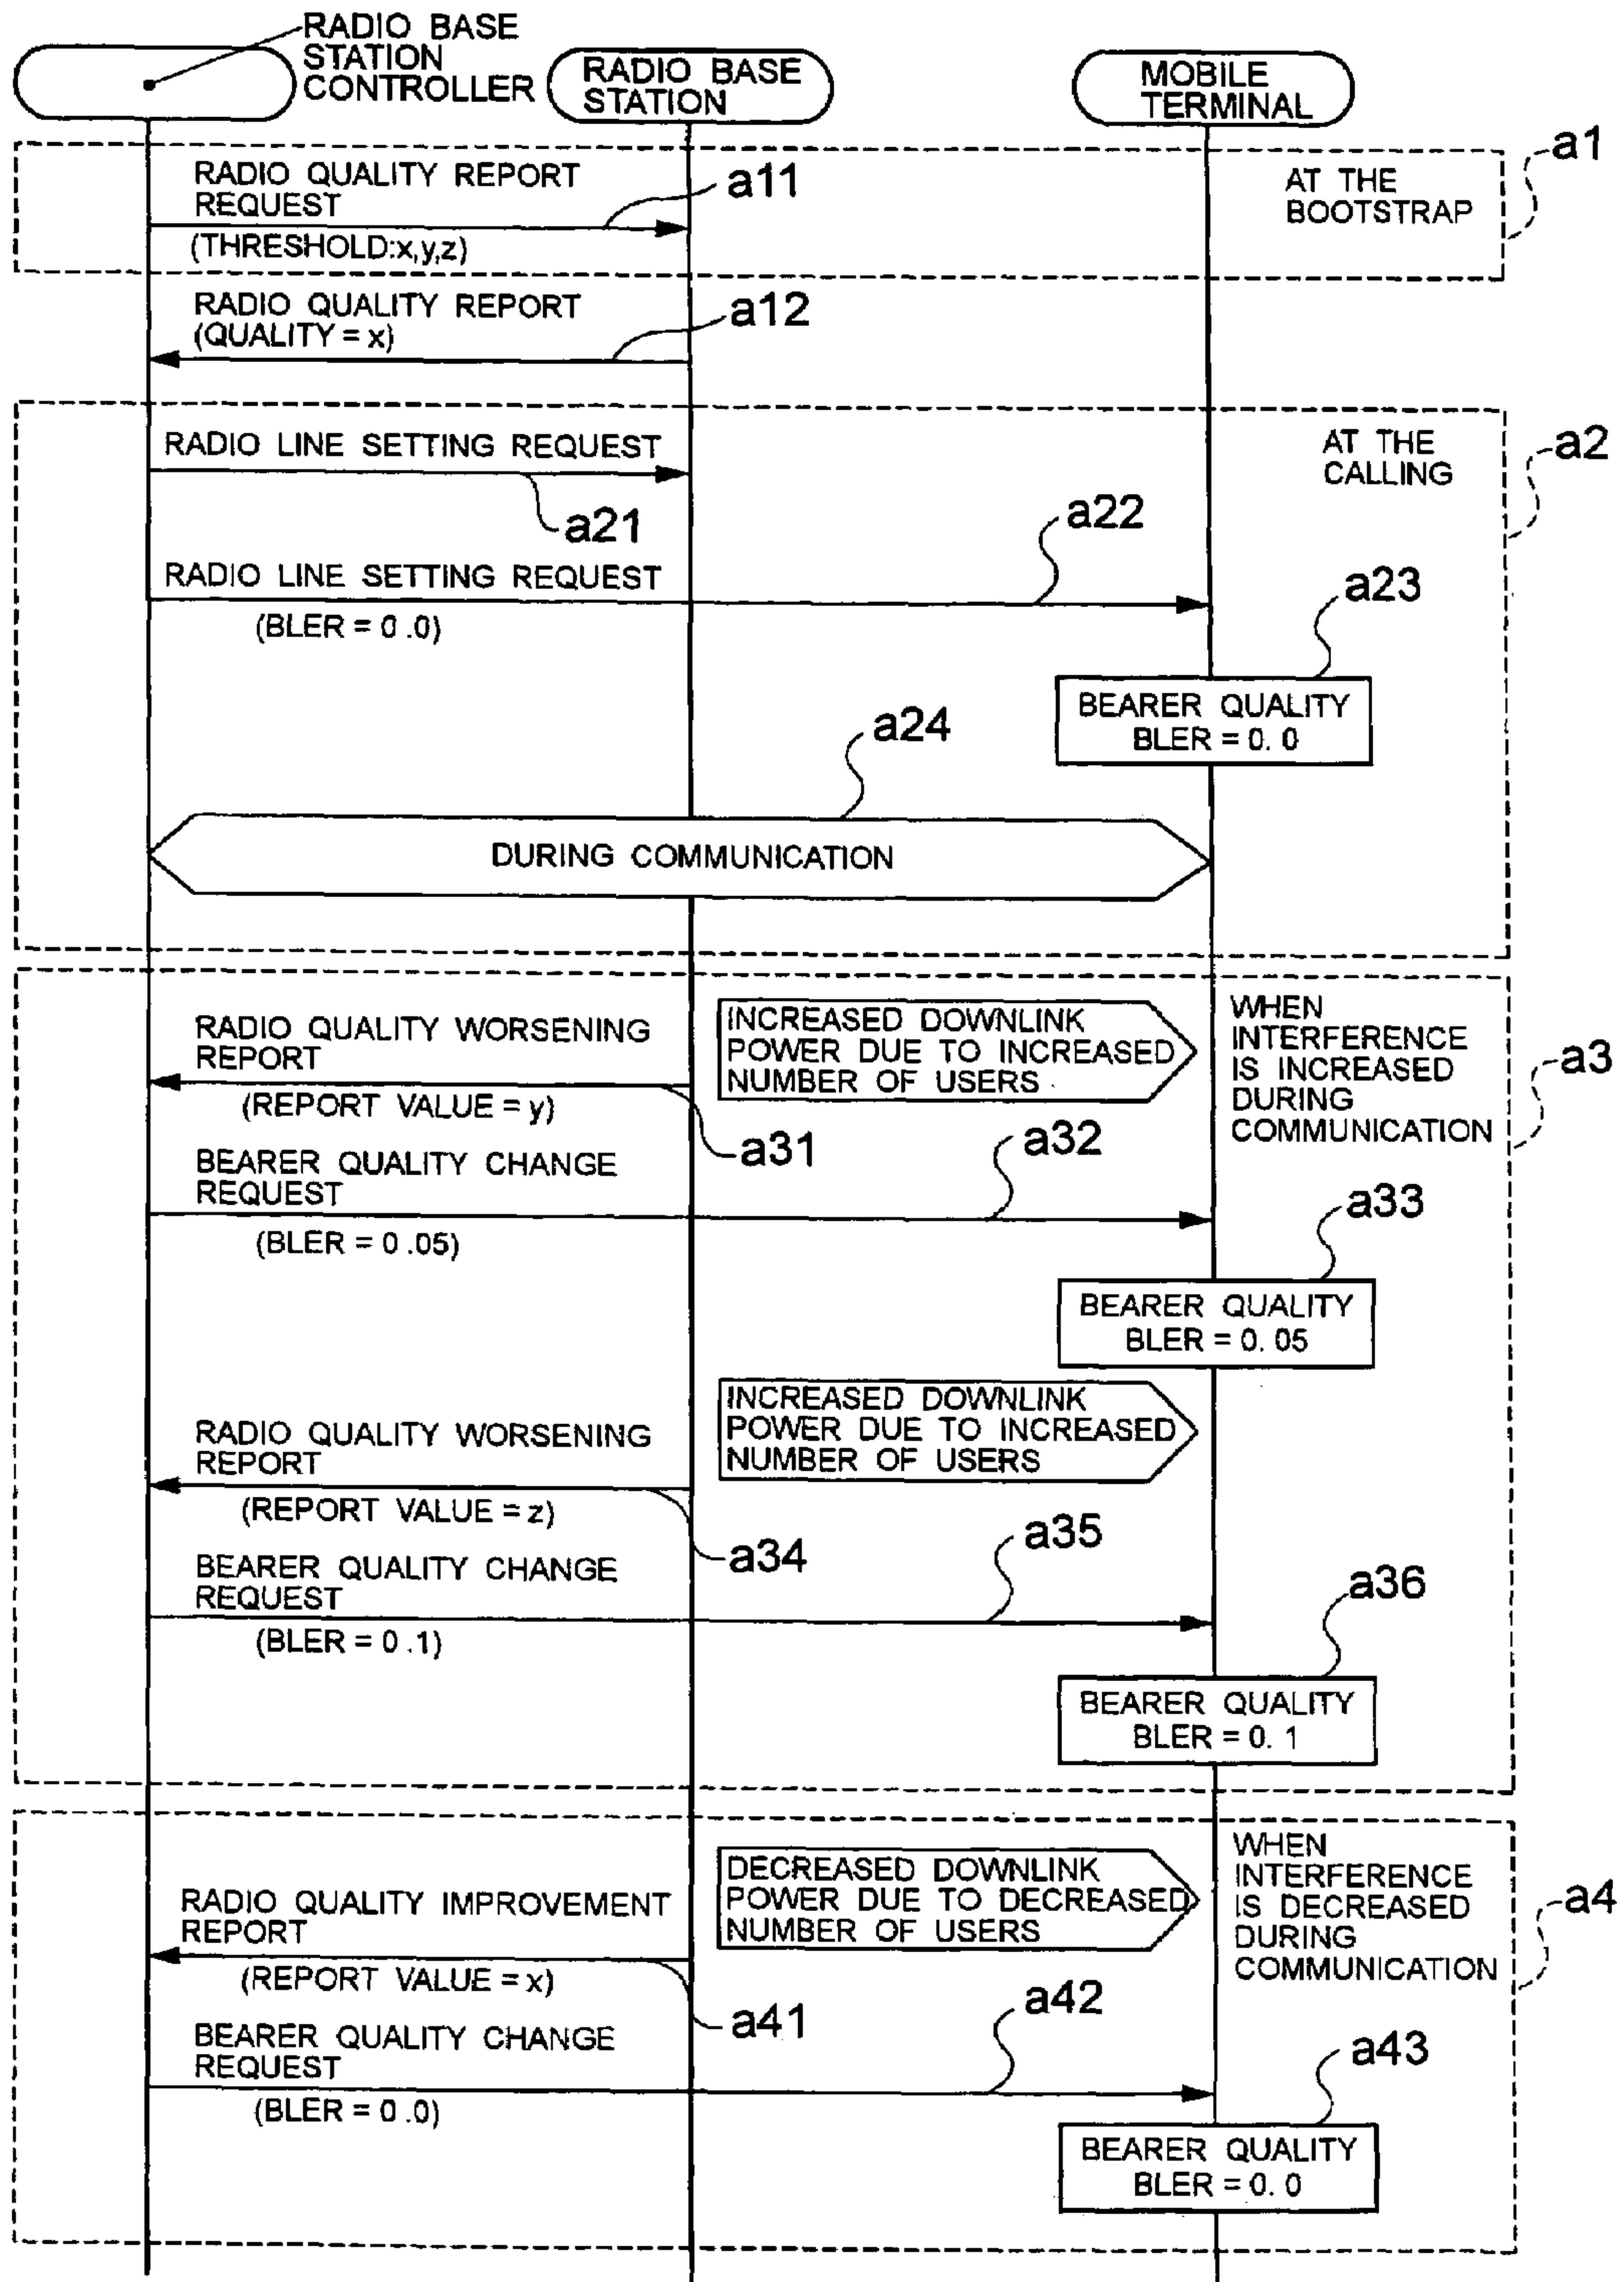 RADIO BASE
STATION
CONTROLLER
RADIO BASE
STATION
MOBILE
TERMINAL
a1
RADIO QUALITY REPORT
REQUEST
(THRESHOLD:x,y,z)
a11
AT THE
BOOTSTRAP
RADIO QUALITY REPORT
(QUALITY = x)
a12
a2
RADIO LINE SETTING REQUEST
a21
AT THE
CALLING
RADIO LINE SETTING REQUEST
(BLER = 0 .0)
a22
a23
BEARER QUALITY
BLER = 0. 0
a24
DURING COMMUNICATION
a3
RADIO QUALITY WORSENING
REPORT
(REPORT VALUE = y)
a31
INCREASED DOWNLINK
POWER DUE TO INCREASED
NUMBER OF USERS
WHEN
INTERFERENCE
IS INCREASED
DURING
COMMUNICATION
BEARER QUALITY CHANGE
REQUEST
(BLER = 0 .05)
a32
a33
BEARER QUALITY
BLER = 0. 05
INCREASED DOWNLINK
POWER DUE TO INCREASED
NUMBER OF USERS
RADIO QUALITY WORSENING
REPORT
(REPORT VALUE = z)
a34
BEARER QUALITY CHANGE
REQUEST
(BLER = 0 .1)
a35
a36
BEARER QUALITY
BLER = 0. 1
a4
DECREASED DOWNLINK
POWER DUE TO DECREASED
NUMBER OF USERS
WHEN
INTERFERENCE
IS DECREASED
DURING
COMMUNICATION
RADIO QUALITY IMPROVEMENT
REPORT
(REPORT VALUE = x)
a41
BEARER QUALITY CHANGE
REQUEST
(BLER = 0 .0)
a42
a43
BEARER QUALITY
BLER = 0. 0